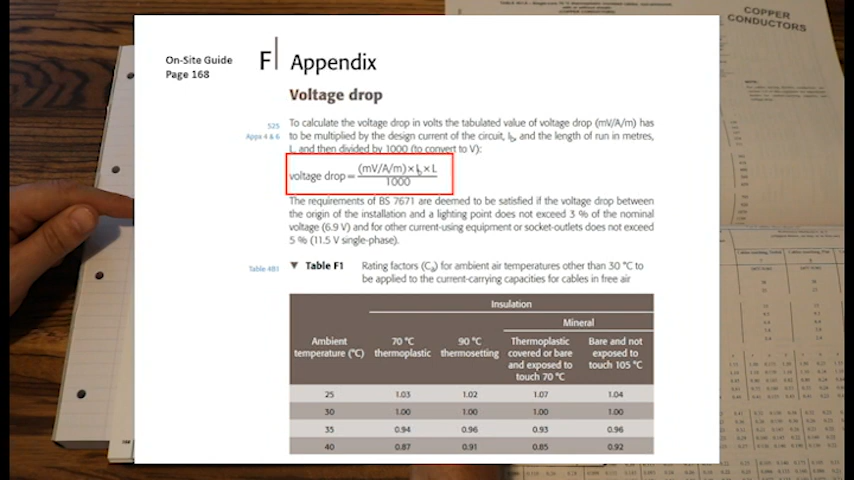 On-Site Guide
Page 168
F Appendix
Voltage drop
525
Appx 4 & 6
To calculate the voltage drop in volts the tabulated value of voltage drop (mV/A/m) has
to be multiplied by the design current of the circuit, Ib, and the length of run in metres,
L, and then divided by 1000 (to convert to V):
voltage drop = (mV/A/m) × Ib × L
1000
The requirements of BS 7671 are deemed to be satisfied if the voltage drop between
the origin of the installation and a lighting point does not exceed 3 % of the nominal
voltage (6.9 V) and for other current-using equipment or socket-outlets does not exceed
5 % (11.5 V single-phase).
Table 4B1
▼ Table F1 Rating factors (Ca) for ambient air temperatures other than 30 °C to
be applied to the current-carrying capacities for cables in free air
Insulation
Mineral
Ambient temperature (°C) 70 °C thermoplastic 90 °C thermosetting Thermoplastic covered or bare and exposed to touch 70 °C Bare and not exposed to touch 105 °C
25 1.03 1.02 1.07 1.04
30 1.00 1.00 1.00 1.00
35 0.94 0.96 0.93 0.96
40 0.87 0.91 0.85 0.92
COPPER
CONDUCTORS